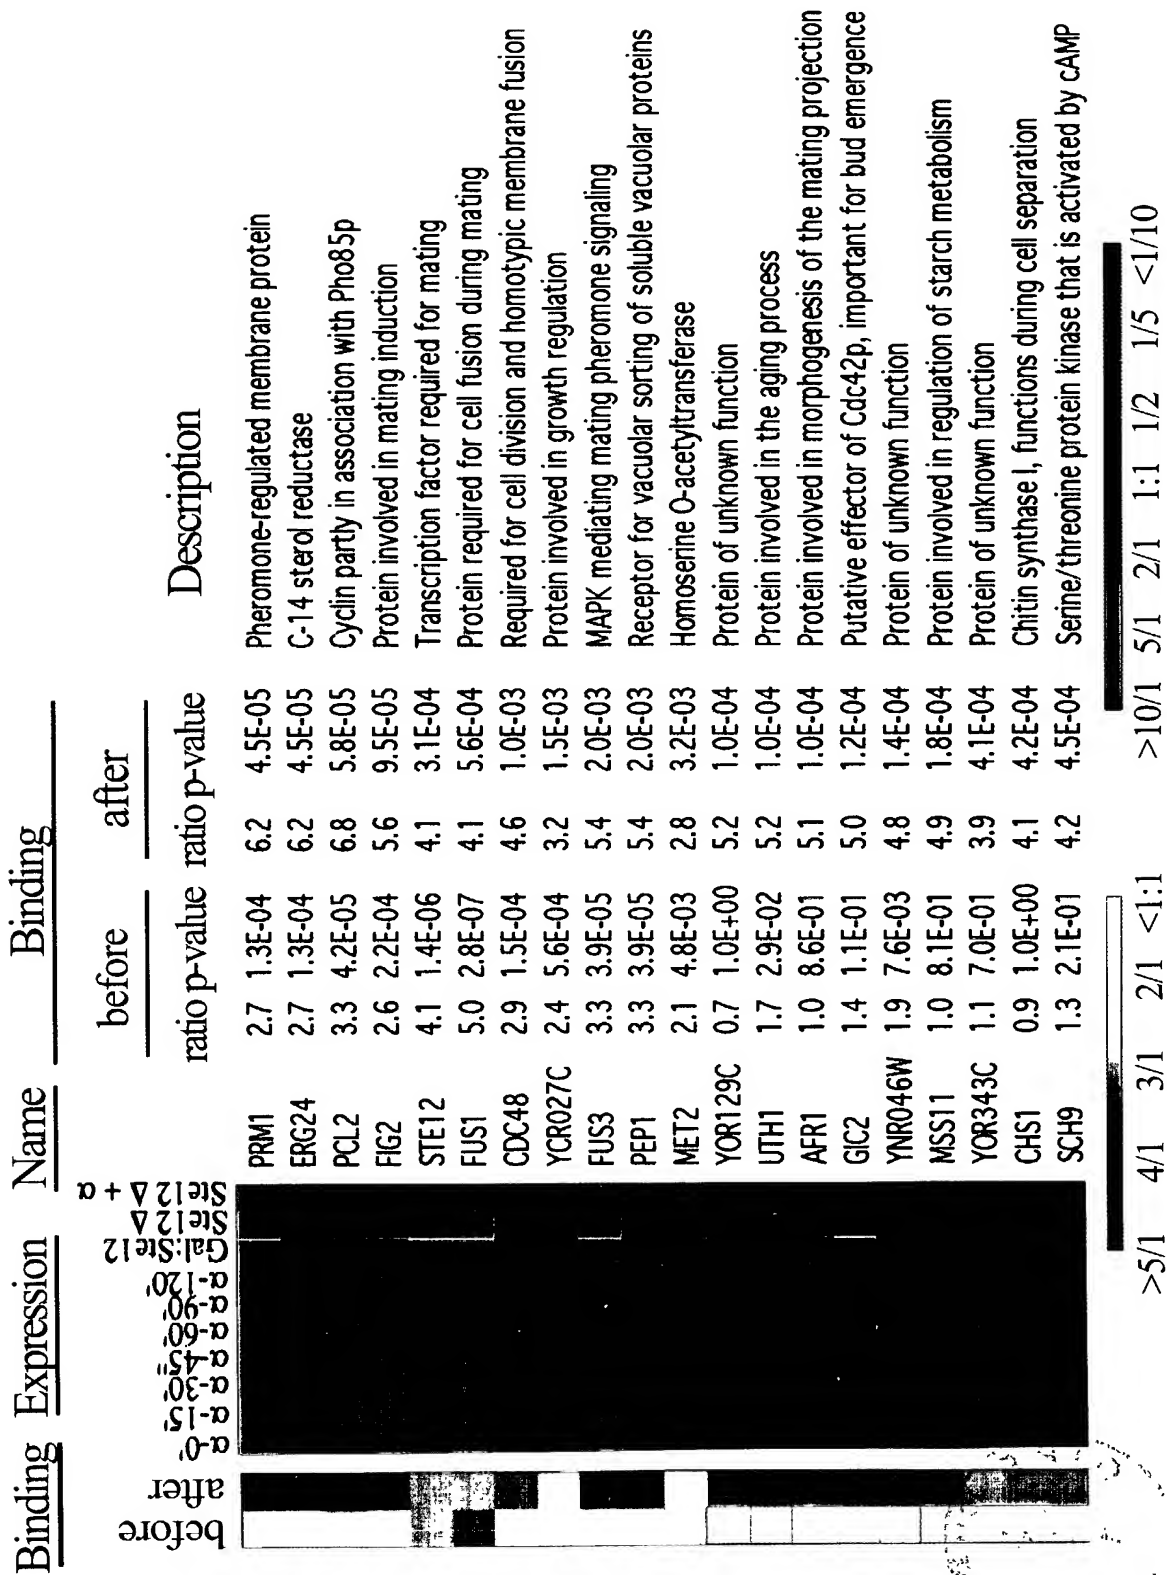 Binding Expression Name Binding Description
before after
before after α-0' α-15' α-30' α-45' α-60' α-90' α-120' Gal:Ste12 Ste12 Δ Ste12 Δ + α ratio p-value ratio p-value
PRM1 2.7 1.3E-04 6.2 4.5E-05 Pheromone-regulated membrane protein
ERG24 2.7 1.3E-04 6.2 4.5E-05 C-14 sterol reductase
PCL2 3.3 4.2E-05 6.8 5.8E-05 Cyclin partly in association with Pho85p
FIG2 2.6 2.2E-04 5.6 9.5E-05 Protein involved in mating induction
STE12 4.1 1.4E-06 4.1 3.1E-04 Transcription factor required for mating
FUS1 5.0 2.8E-07 4.1 5.6E-04 Protein required for cell fusion during mating
CDC48 2.9 1.5E-04 4.6 1.0E-03 Required for cell division and homotypic membrane fusion
YCR027C 2.4 5.6E-04 3.2 1.5E-03 Protein involved in growth regulation
FUS3 3.3 3.9E-05 5.4 2.0E-03 MAPK mediating mating pheromone signaling
PEP1 3.3 3.9E-05 5.4 2.0E-03 Receptor for vacuolar sorting of soluble vacuolar proteins
MET2 2.1 4.8E-03 2.8 3.2E-03 Homoserine O-acetyltransferase
YOR129C 0.7 1.0E+00 5.2 1.0E-04 Protein of unknown function
UTH1 1.7 2.9E-02 5.2 1.0E-04 Protein involved in the aging process
AFR1 1.0 8.6E-01 5.1 1.0E-04 Protein involved in morphogenesis of the mating projection
GIC2 1.4 1.1E-01 5.0 1.2E-04 Putative effector of Cdc42p, important for bud emergence
YNR046W 1.9 7.6E-03 4.8 1.4E-04 Protein of unknown function
MSS11 1.0 8.1E-01 4.9 1.8E-04 Protein involved in regulation of starch metabolism
YOR343C 1.1 7.0E-01 3.9 4.1E-04 Protein of unknown function
CHS1 0.9 1.0E+00 4.1 4.2E-04 Chitin synthase I, functions during cell separation
SCH9 1.3 2.1E-01 4.2 4.5E-04 Serine/threonine protein kinase that is activated by cAMP
>5/1 4/1 3/1 2/1 <1:1 >10/1 5/1 2/1 1:1 1/2 1/5 <1/10